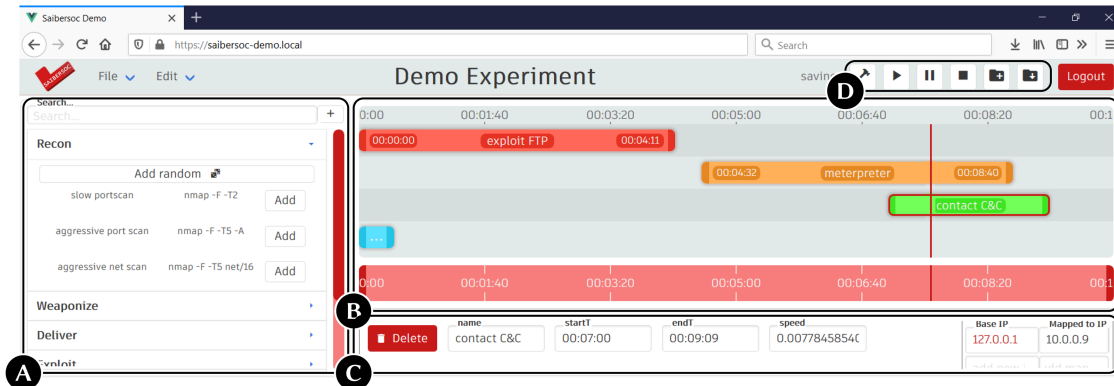 Saibersoc Demo
https://saibersoc-demo.local
Search
SAIBERSOC
File Edit
Demo Experiment
Logout
D
Search...
Search...
+
Recon
Add random
slow portscan nmap -F -T2 Add
aggressive port scan nmap -F -T5 -A Add
aggressive net scan nmap -F -T5 net/16 Add
Weaponize
Deliver
Exploit
A
0:00 00:01:40 00:03:20 00:05:00 00:06:40 00:08:20 00:1
00:00:00 exploit FTP 00:04:11
00:04:32 meterpreter 00:08:40
contact C&C
...
0:00 00:01:40 00:03:20 00:05:00 00:06:40 00:08:20 00:1
B
Delete
name startT endT speed Base IP Mapped to IP
contact C&C 00:07:00 00:09:09 0.0077845854( 127.0.0.1 10.0.0.9
C